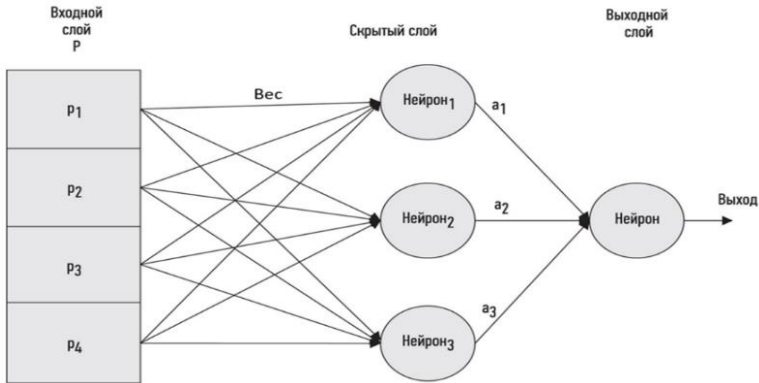 Входной
слой
P
Скрытый слой
Выходной
слой
P1
P2
P3
P4
Вес
Нейрон1
Нейрон2
Нейрон3
a1
a2
a3
Нейрон
Выход